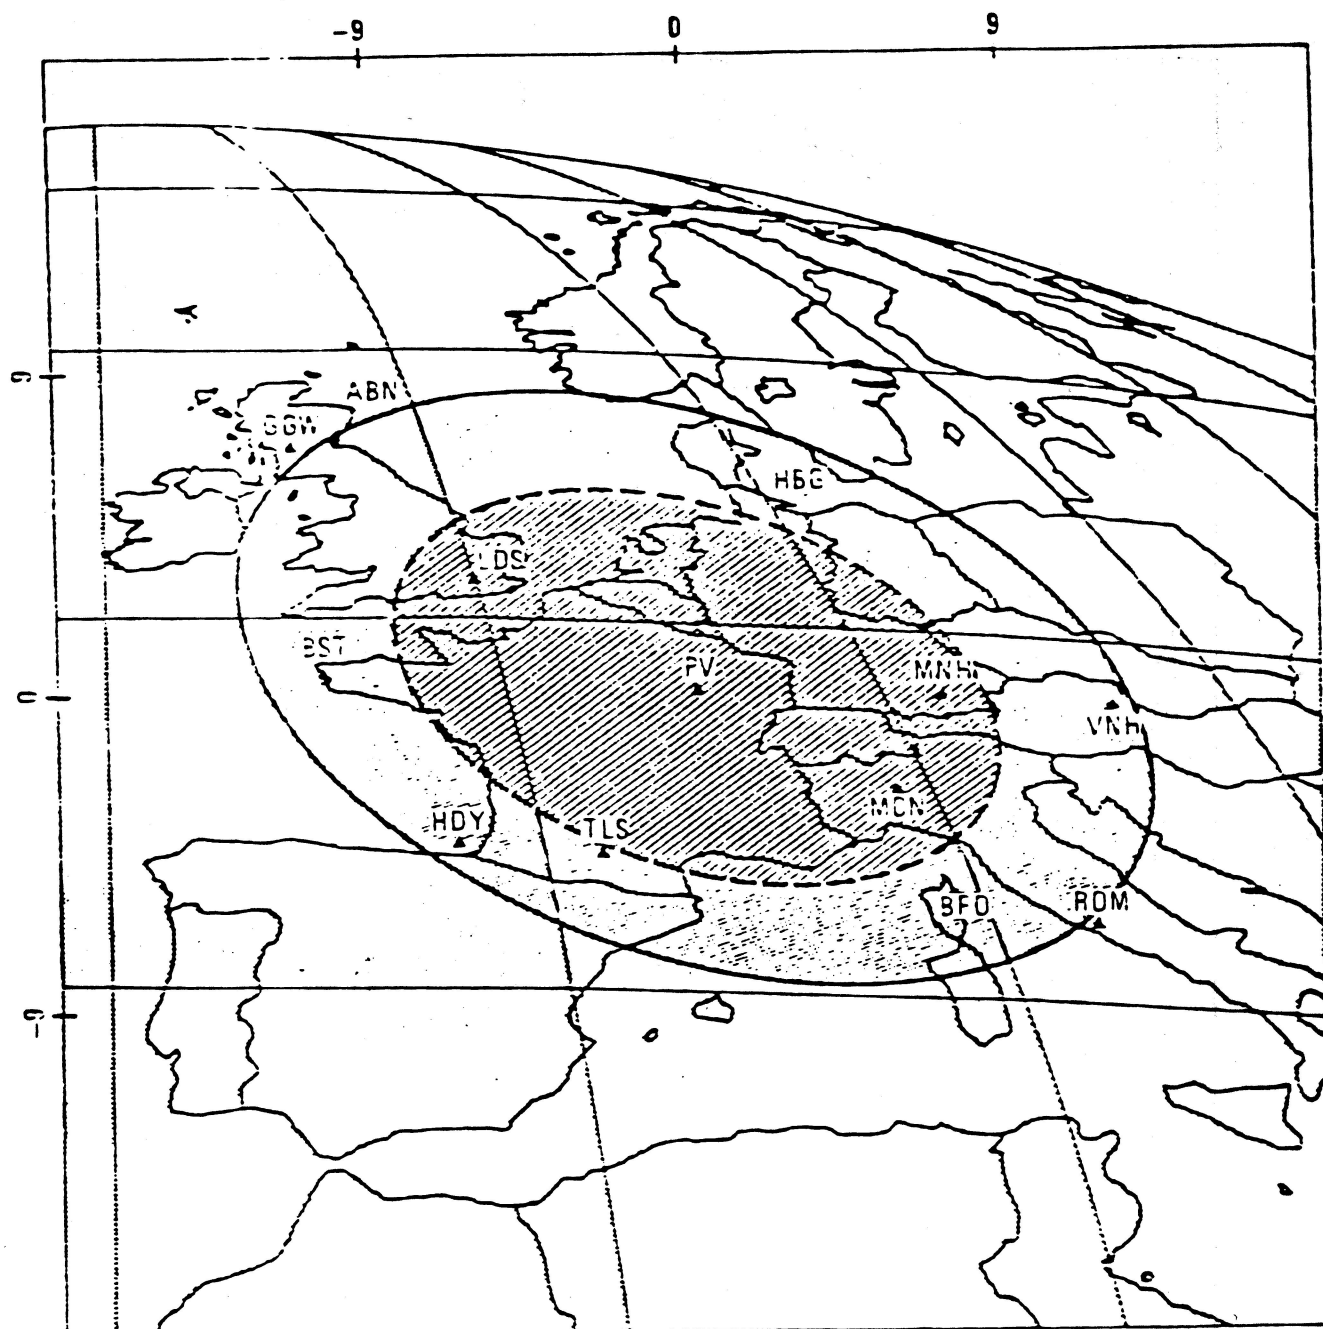 -9 0 9
9
ABN
GGW
HBG
LDS
BST
PV
MNH
0
VNH
MCN
HDY
TLS
BFO
ROM
-9